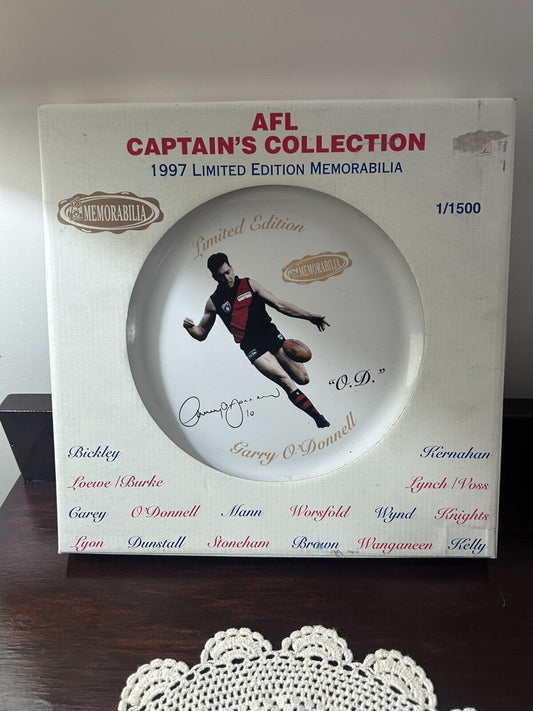 AFL
CAPTAIN'S COLLECTION
1997 LIMITED EDITION MEMORABILIA
MEMORABILIA
1/1500
Limited Edition
MEMORABILIA
"O.D."
10
Garry O'Donnell
Bickley
Kernahan
Loewe/Burke
Lynch/Voss
Carey O'Donnell Mann Worsfold Wynd Knights
Lyon Dunstall Stoneham Brown Wanganeen Kelly